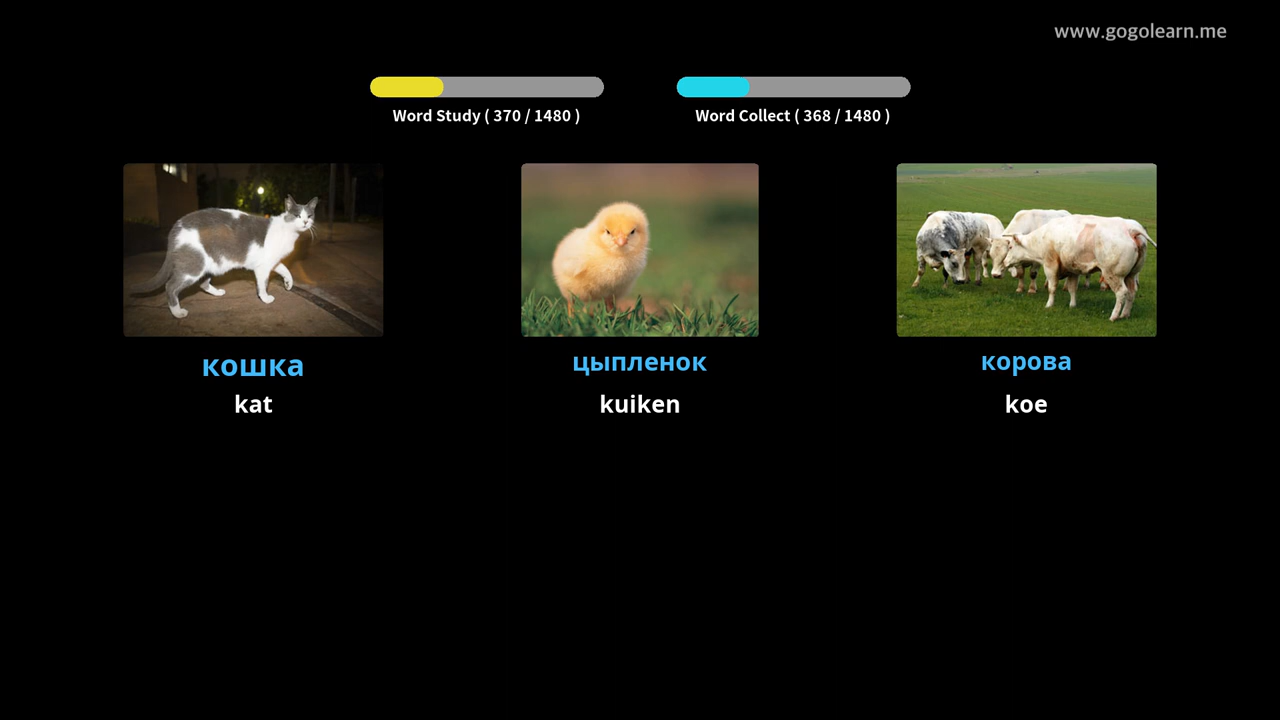 www.gogolearn.me
Word Study ( 370 / 1480 )
Word Collect ( 368 / 1480 )
кошка
цыпленок
корова
kat
kuiken
koe